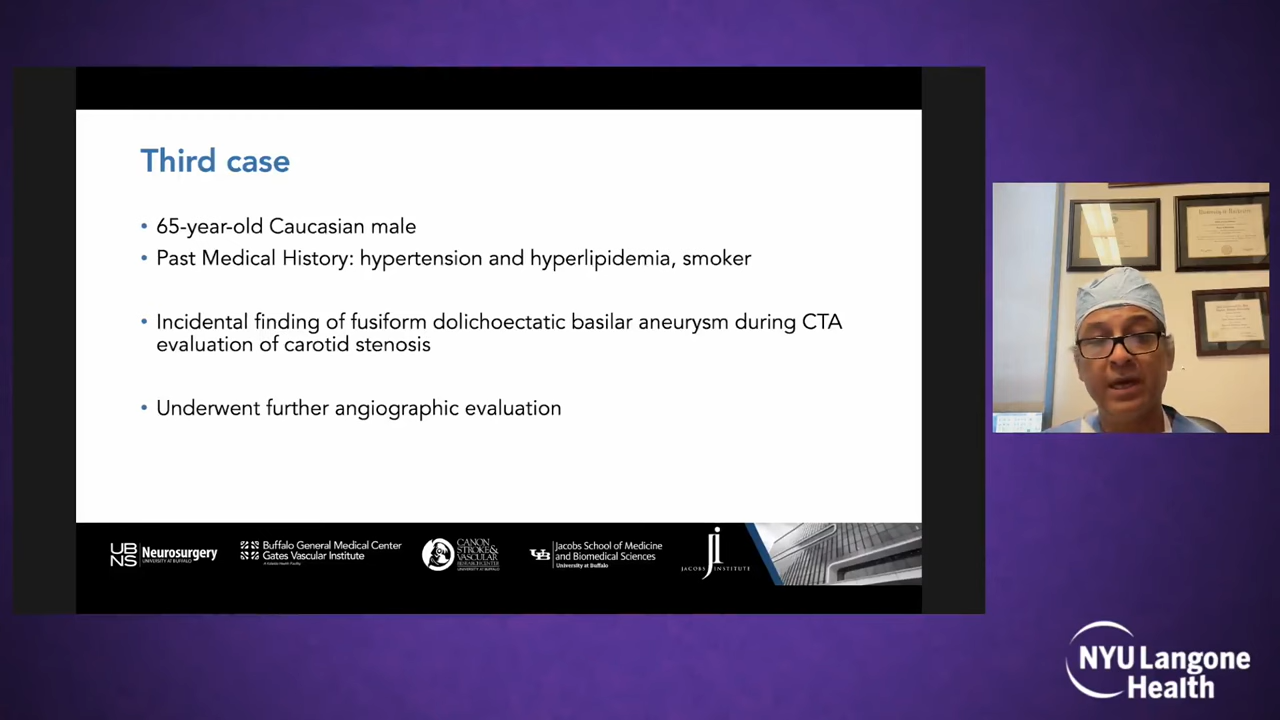 Third case
• 65-year-old Caucasian male
• Past Medical History: hypertension and hyperlipidemia, smoker
• Incidental finding of fusiform dolichoectatic basilar aneurysm during CTA
evaluation of carotid stenosis
• Underwent further angiographic evaluation
UB
NS
Neurosurgery
UNIVERSITY AT BUFFALO
Buffalo General Medical Center
Gates Vascular Institute
A Kaleida Health Facility
CANON
STROKE &
VASCULAR
RESEARCH CENTER
UNIVERSITY AT BUFFALO
UB
Jacobs School of Medicine
and Biomedical Sciences
University at Buffalo
JI
JACOBS INSTITUTE
NYU Langone
Health